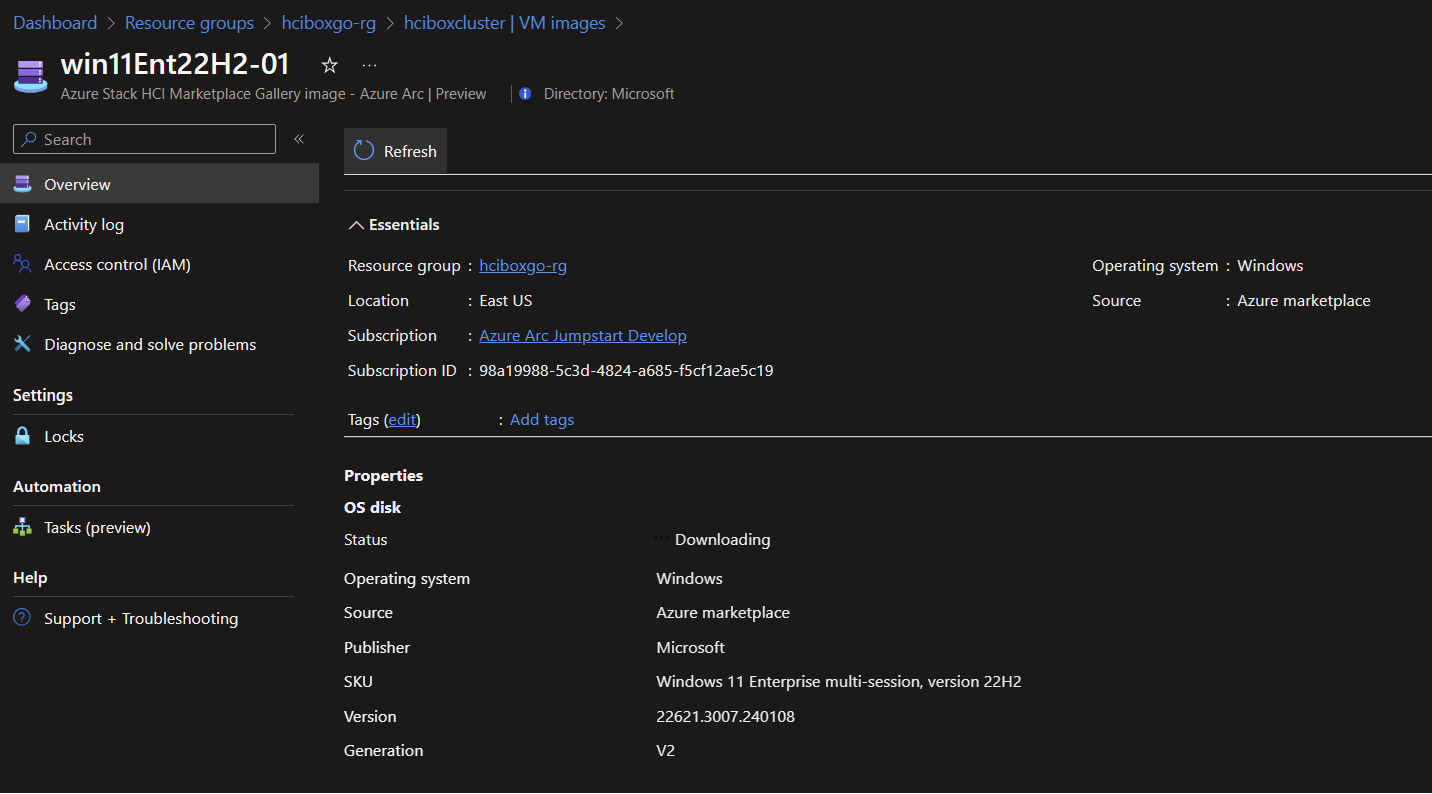 Dashboard > Resource groups > hciboxgo-rg > hciboxcluster | VM images >
win11Ent22H2-01 ☆ ...
Azure Stack HCI Marketplace Gallery image - Azure Arc | Preview
Directory: Microsoft
Search «
Overview
Activity log
Access control (IAM)
Tags
Diagnose and solve problems
Settings
Locks
Automation
Tasks (preview)
Help
Support + Troubleshooting
Refresh
Essentials
Resource group : hciboxgo-rg
Location : East US
Subscription : Azure Arc Jumpstart Develop
Subscription ID : 98a19988-5c3d-4824-a685-f5cf12ae5c19
Operating system : Windows
Source : Azure marketplace
Tags (edit) : Add tags
Properties
OS disk
Status ... Downloading
Operating system Windows
Source Azure marketplace
Publisher Microsoft
SKU Windows 11 Enterprise multi-session, version 22H2
Version 22621.3007.240108
Generation V2